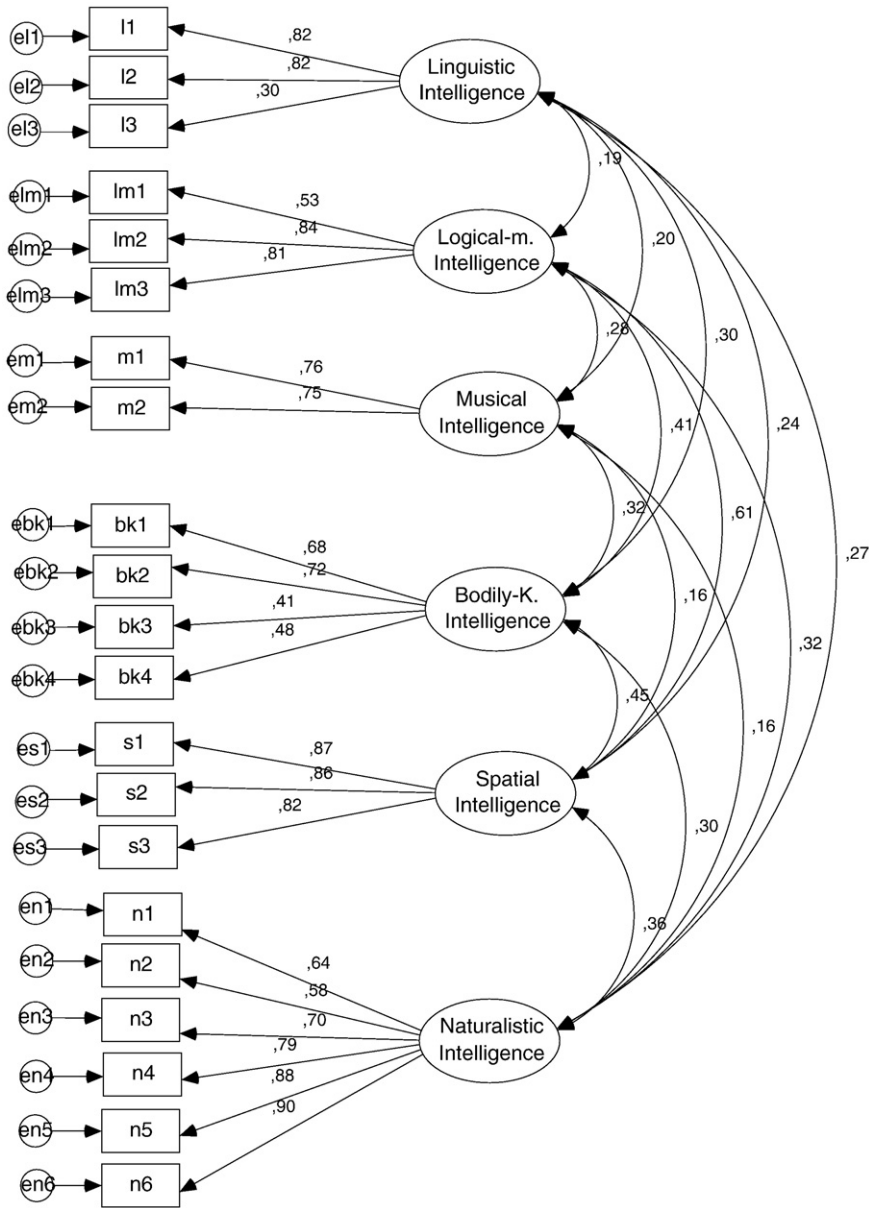 el1
l1
,82
el2
l2
,82
el3
l3
,30
Linguistic
Intelligence
,19
elm1
lm1
,53
elm2
lm2
,84
elm3
lm3
,81
Logical-m.
Intelligence
,20
,28
,30
em1
m1
,76
em2
m2
,75
Musical
Intelligence
,41
,24
,32
,61
,27
ebk1
bk1
,68
ebk2
bk2
,72
ebk3
bk3
,41
ebk4
bk4
,48
Bodily-K.
Intelligence
,16
,32
,45
,16
es1
s1
,87
es2
s2
,86
es3
s3
,82
Spatial
Intelligence
,30
,36
en1
n1
,64
en2
n2
,58
en3
n3
,70
en4
n4
,79
en5
n5
,88
en6
n6
,90
Naturalistic
Intelligence